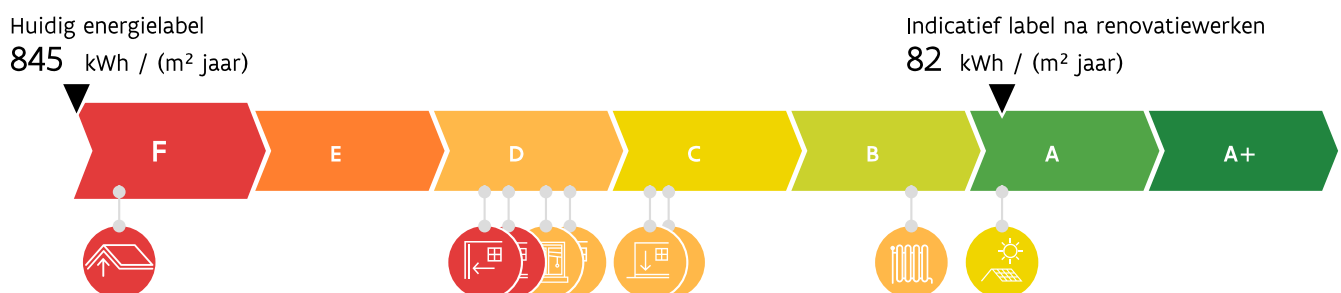 Huidig energielabel
845 kWh / (m² jaar)
Indicatief label na renovatiewerken
82 kWh / (m² jaar)
F E D C B A A+